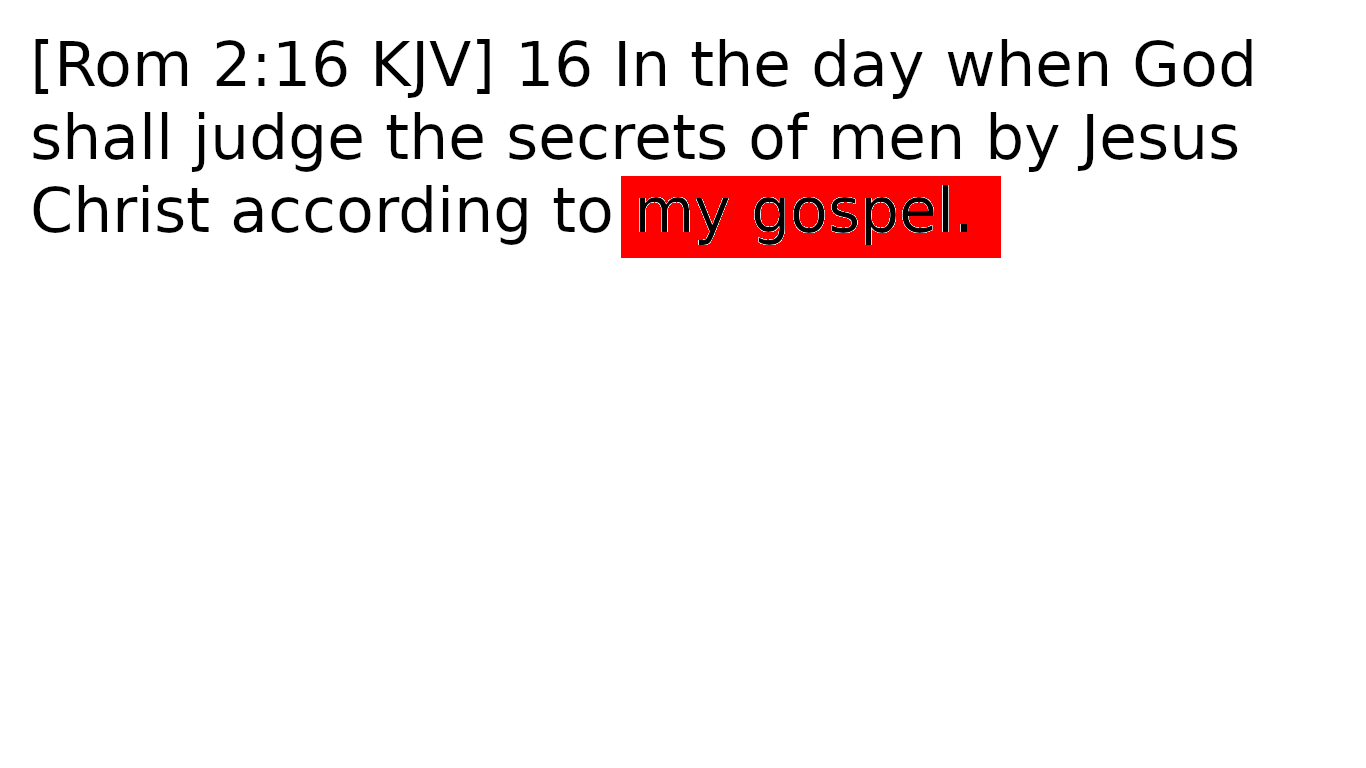 [Rom 2:16 KJV] 16 In the day when God
shall judge the secrets of men by Jesus
Christ according to my gospel.